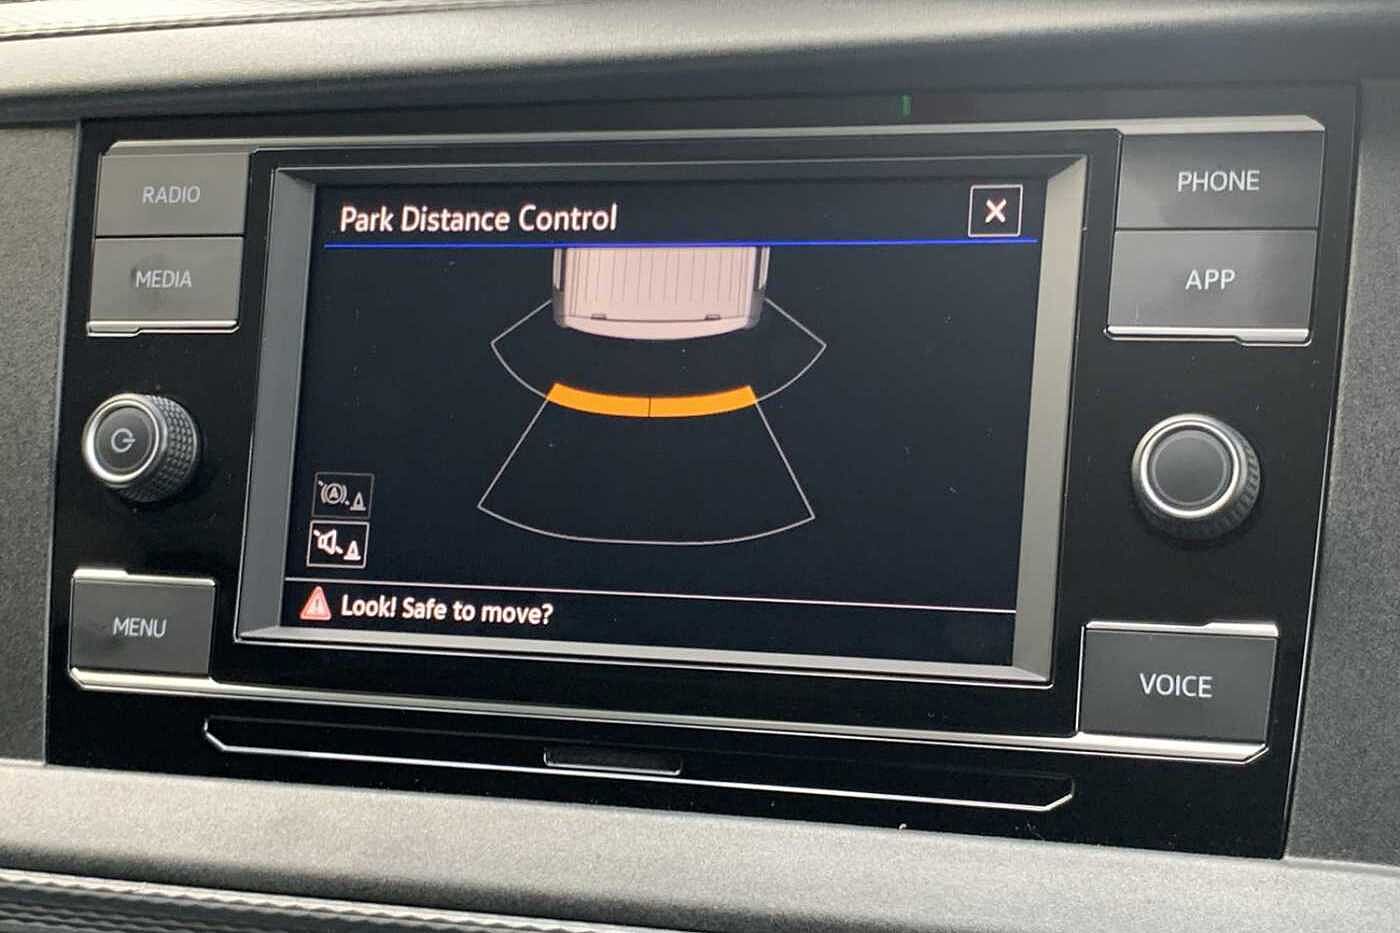 RADIO
MEDIA
MENU
Park Distance Control
Look! Safe to move?
PHONE
APP
VOICE